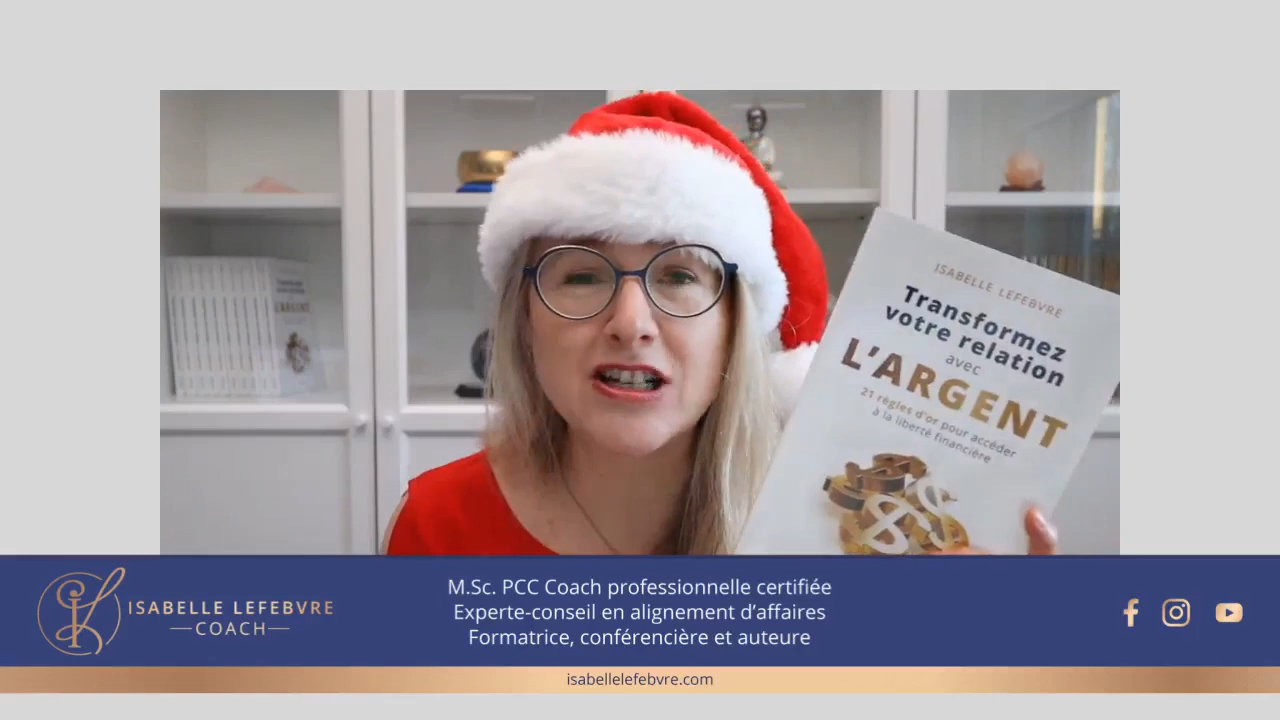 ISABELLE LEFEBVRE
Transformez
votre relation
avec
L'ARGENT
21 règles d'or pour accéder
à la liberté financière
L'ARGENT
ISABELLE LEFEBVRE
COACH
M.Sc. PCC Coach professionnelle certifiée
Experte-conseil en alignement d'affaires
Formatrice, conférencière et auteure
isabellelefebvre.com